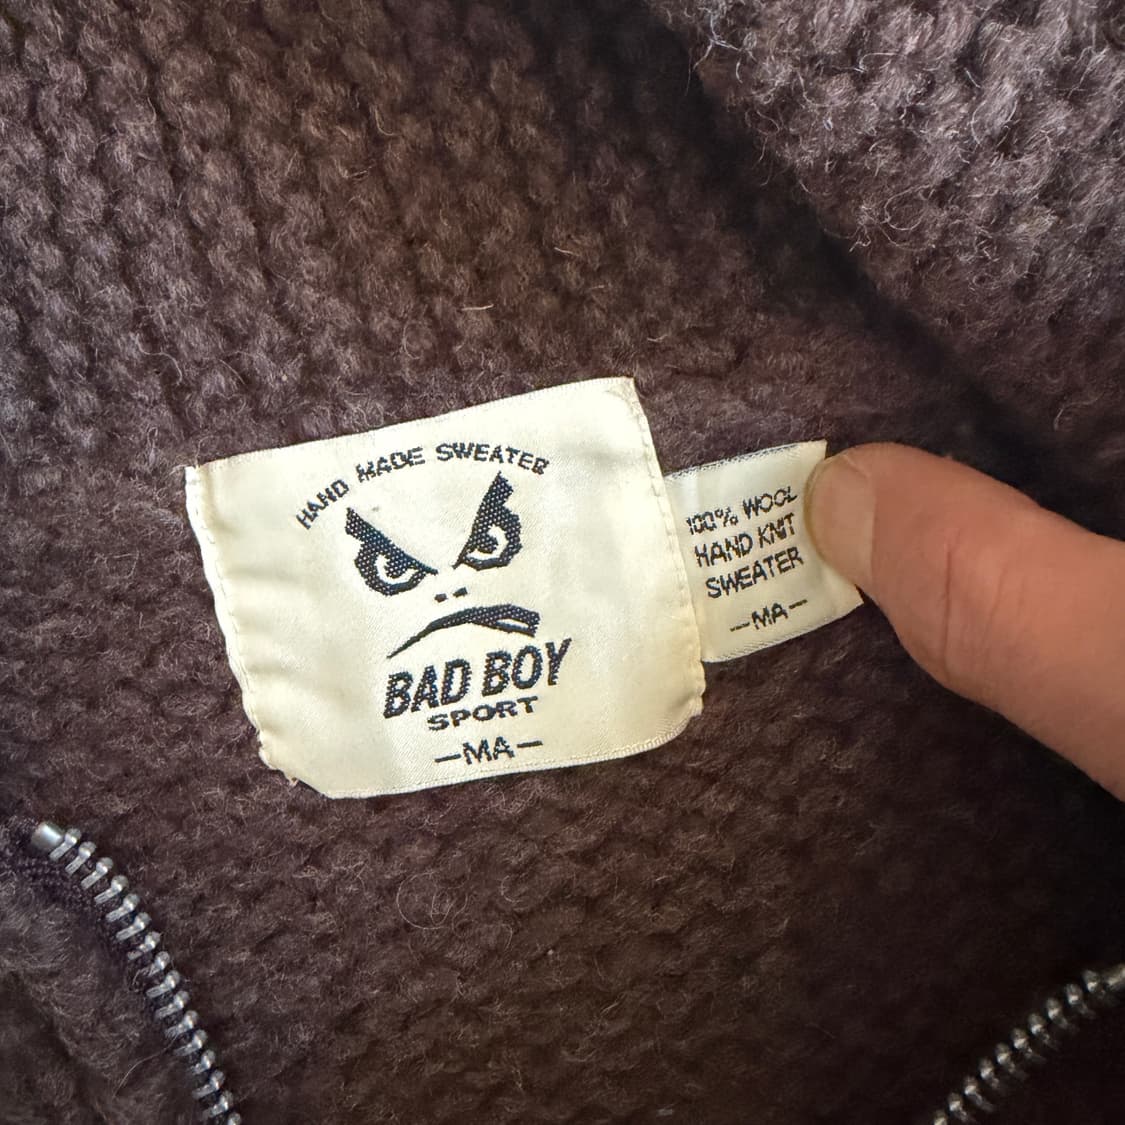 HAND MADE SWEATER
BAD BOY
SPORT
—MA—
100% WOOL
HAND KNIT
SWEATER
—MA—